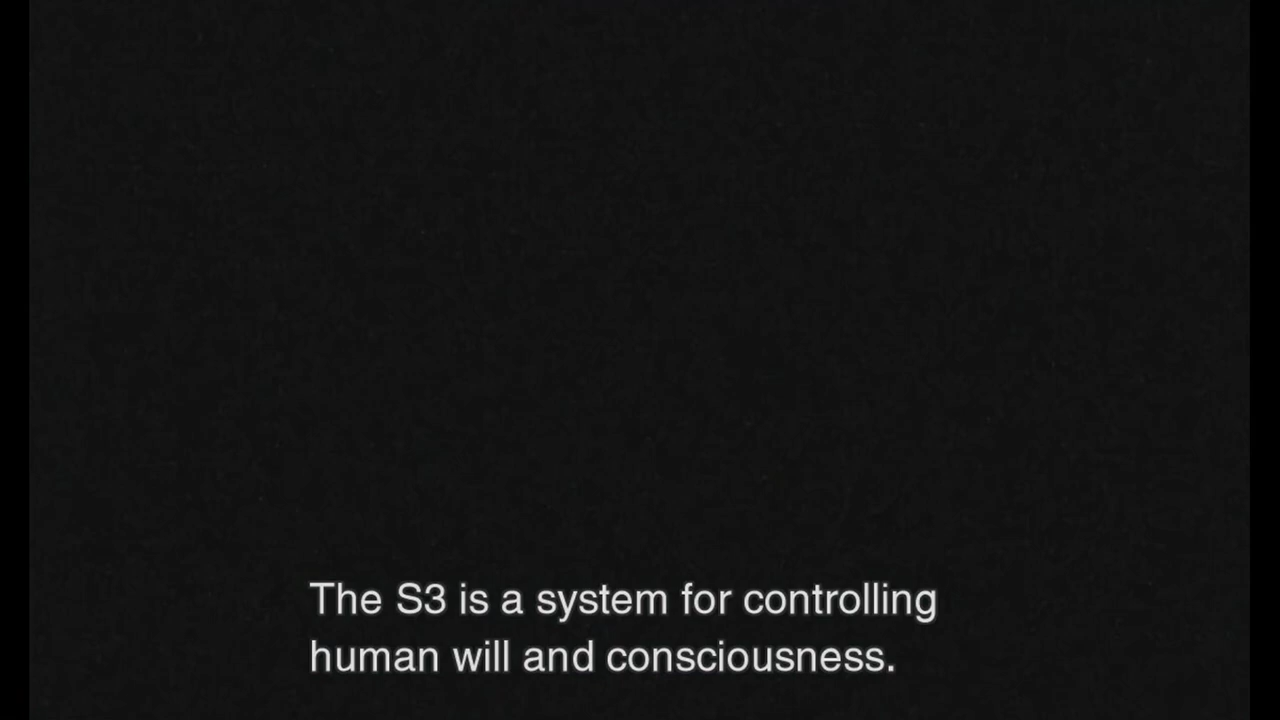 The S3 is a system for controlling
human will and consciousness.